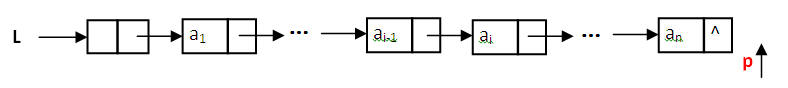 L a₁ ... aᵢ₋₁ aᵢ ... aₙ ^
p